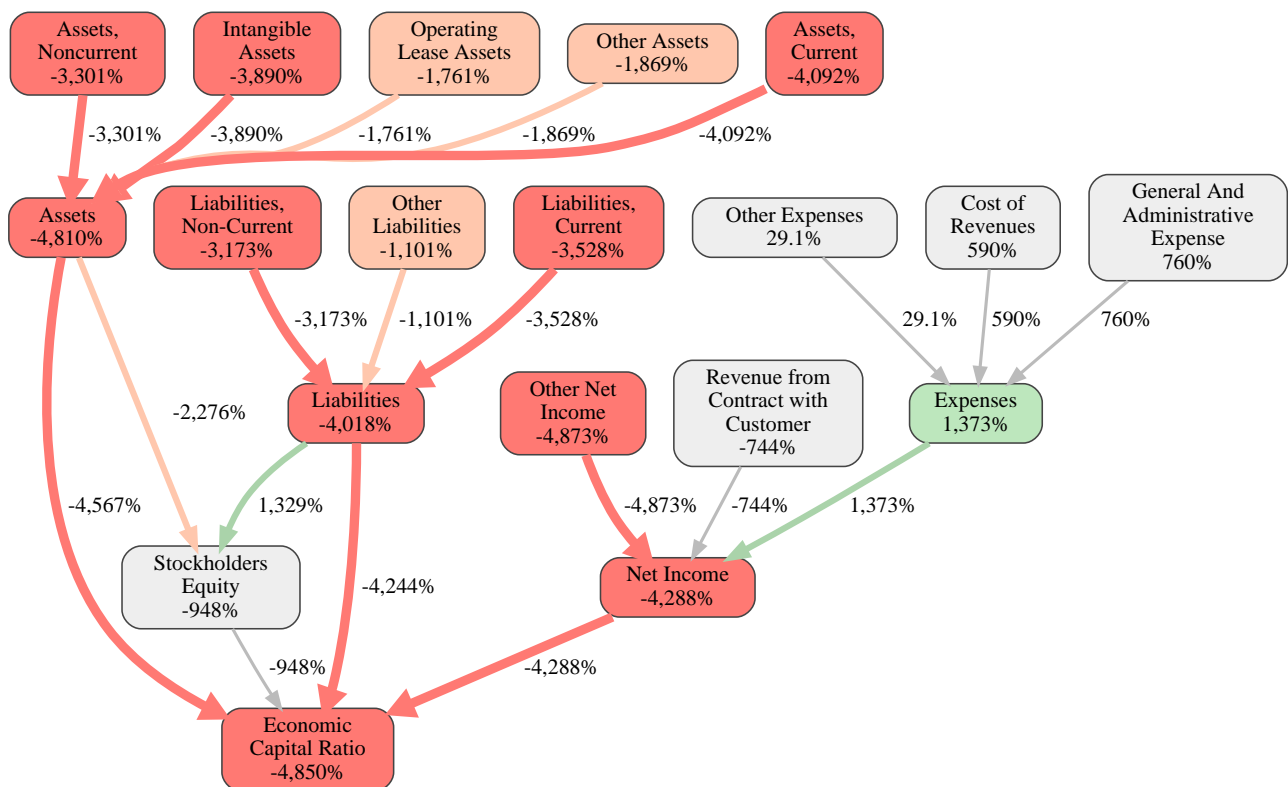 Assets,
Noncurrent
-3,301%
Intangible
Assets
-3,890%
Operating
Lease Assets
-1,761%
Other Assets
-1,869%
Assets,
Current
-4,092%
-3,301%
-3,890%
-1,761%
-1,869%
-4,092%
Assets
-4,810%
Liabilities,
Non-Current
-3,173%
Other
Liabilities
-1,101%
Liabilities,
Current
-3,528%
Other Expenses
29.1%
Cost of
Revenues
590%
General And
Administrative
Expense
760%
-3,173%
-1,101%
-3,528%
29.1%
590%
760%
-2,276%
Liabilities
-4,018%
Other Net
Income
-4,873%
Revenue from
Contract with
Customer
-744%
Expenses
1,373%
-4,567%
1,329%
-4,873%
-744%
1,373%
Stockholders
Equity
-948%
-4,244%
Net Income
-4,288%
-948%
-4,288%
Economic
Capital Ratio
-4,850%